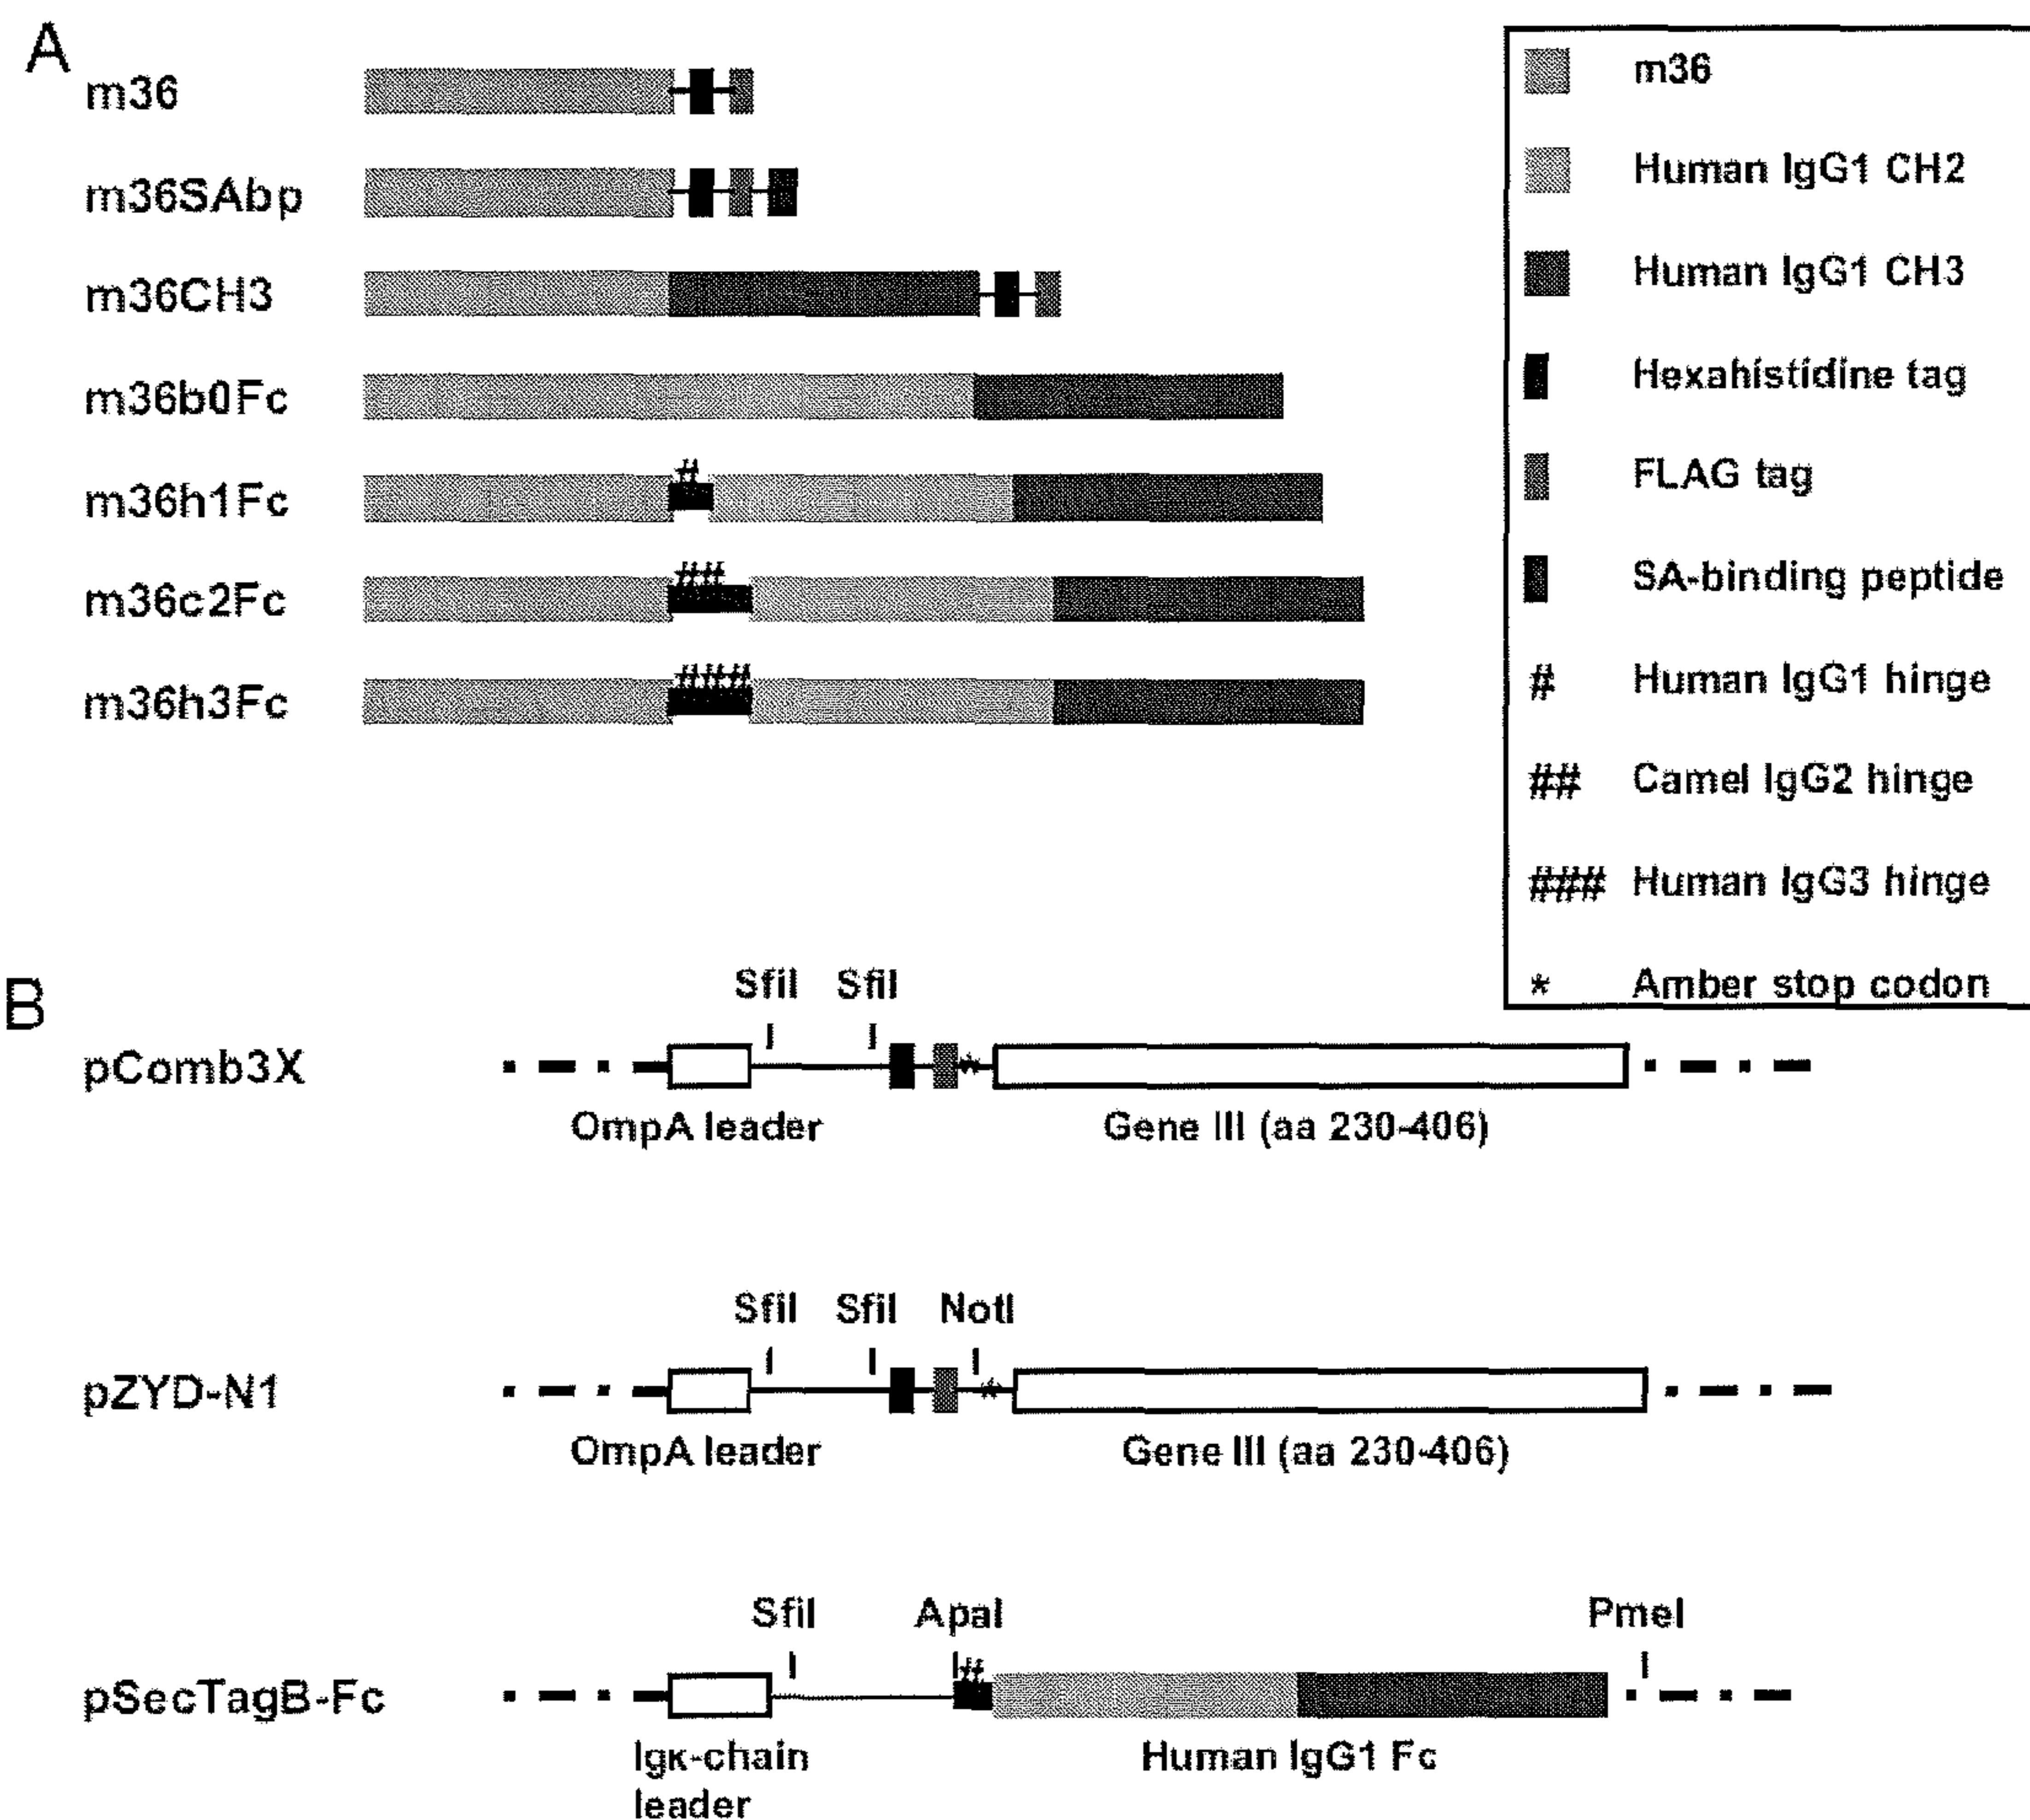 A
m36
m36SAbp
m36CH3
m36b0Fc
m36h1Fc
#
m36c2Fc
##
m36h3Fc
###
m36
Human IgG1 CH2
Human IgG1 CH3
Hexahistidine tag
FLAG tag
SA-binding peptide
# Human IgG1 hinge
## Camel IgG2 hinge
### Human IgG3 hinge
* Amber stop codon
B
SfiI SfiI
pComb3X
*
OmpA leader Gene III (aa 230-406)
SfiI SfiI NotI
pZYD-N1
*
OmpA leader Gene III (aa 230-406)
SfiI ApaI PmeI
#
pSecTagB-Fc
Igκ-chain
leader
Human IgG1 Fc